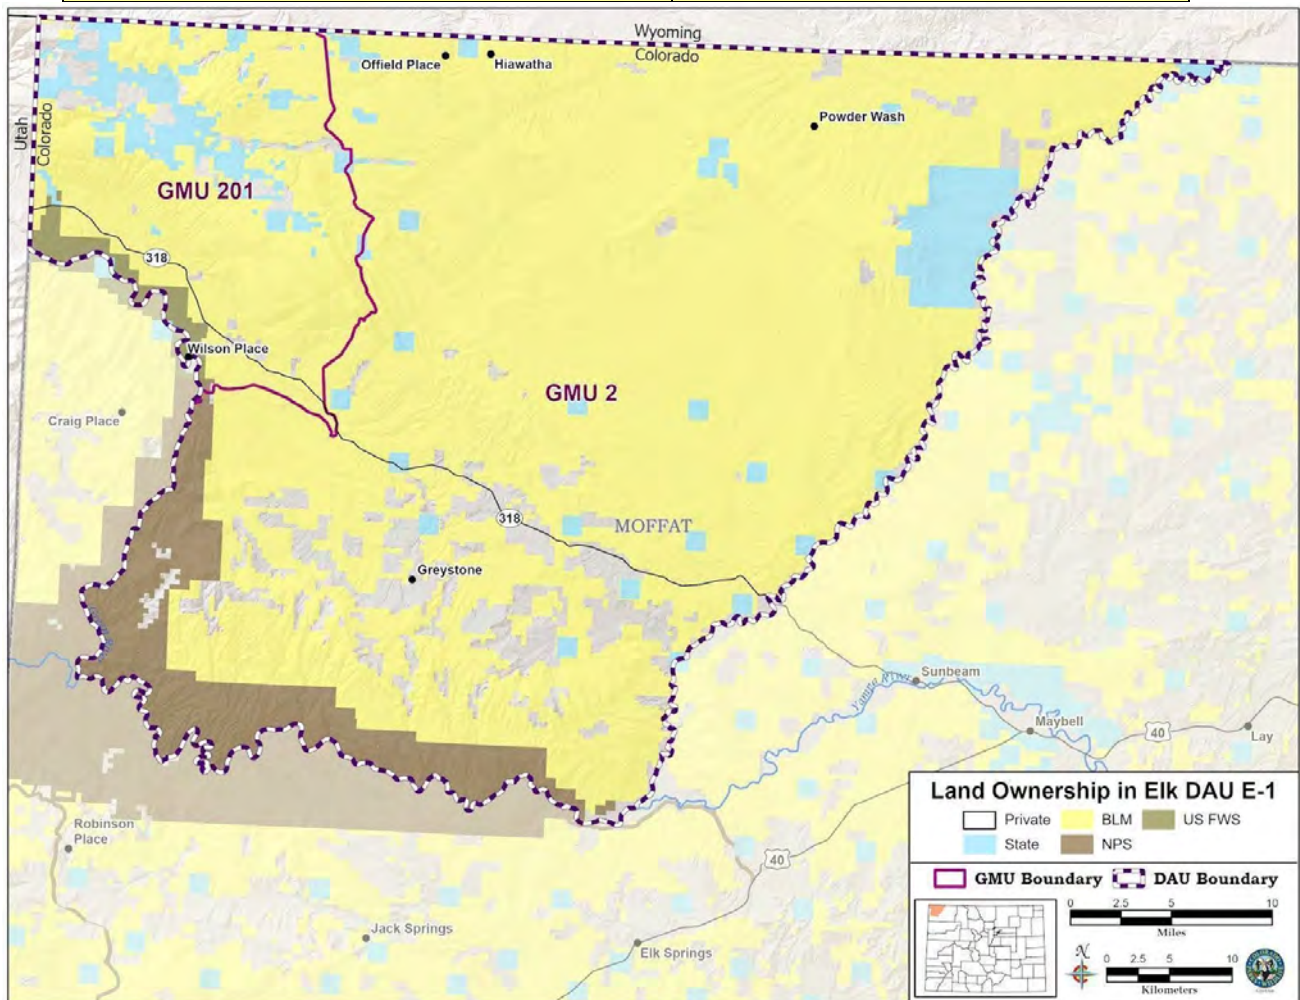 Wyoming
Colorado
Offield Place
Hiawatha
Utah
Colorado
Powder Wash
GMU 201
318
Wilson Place
GMU 2
Craig Place
318
MOFFAT
Greystone
Sunbeam
Yampa River
Maybell
40
Lay
Robinson
Place
40
Jack Springs
Elk Springs
Land Ownership in Elk DAU E-1
Private
BLM
US FWS
State
NPS
GMU Boundary
DAU Boundary
0 2.5 5 10
Miles
N
0 2.5 5 10
Kilometers